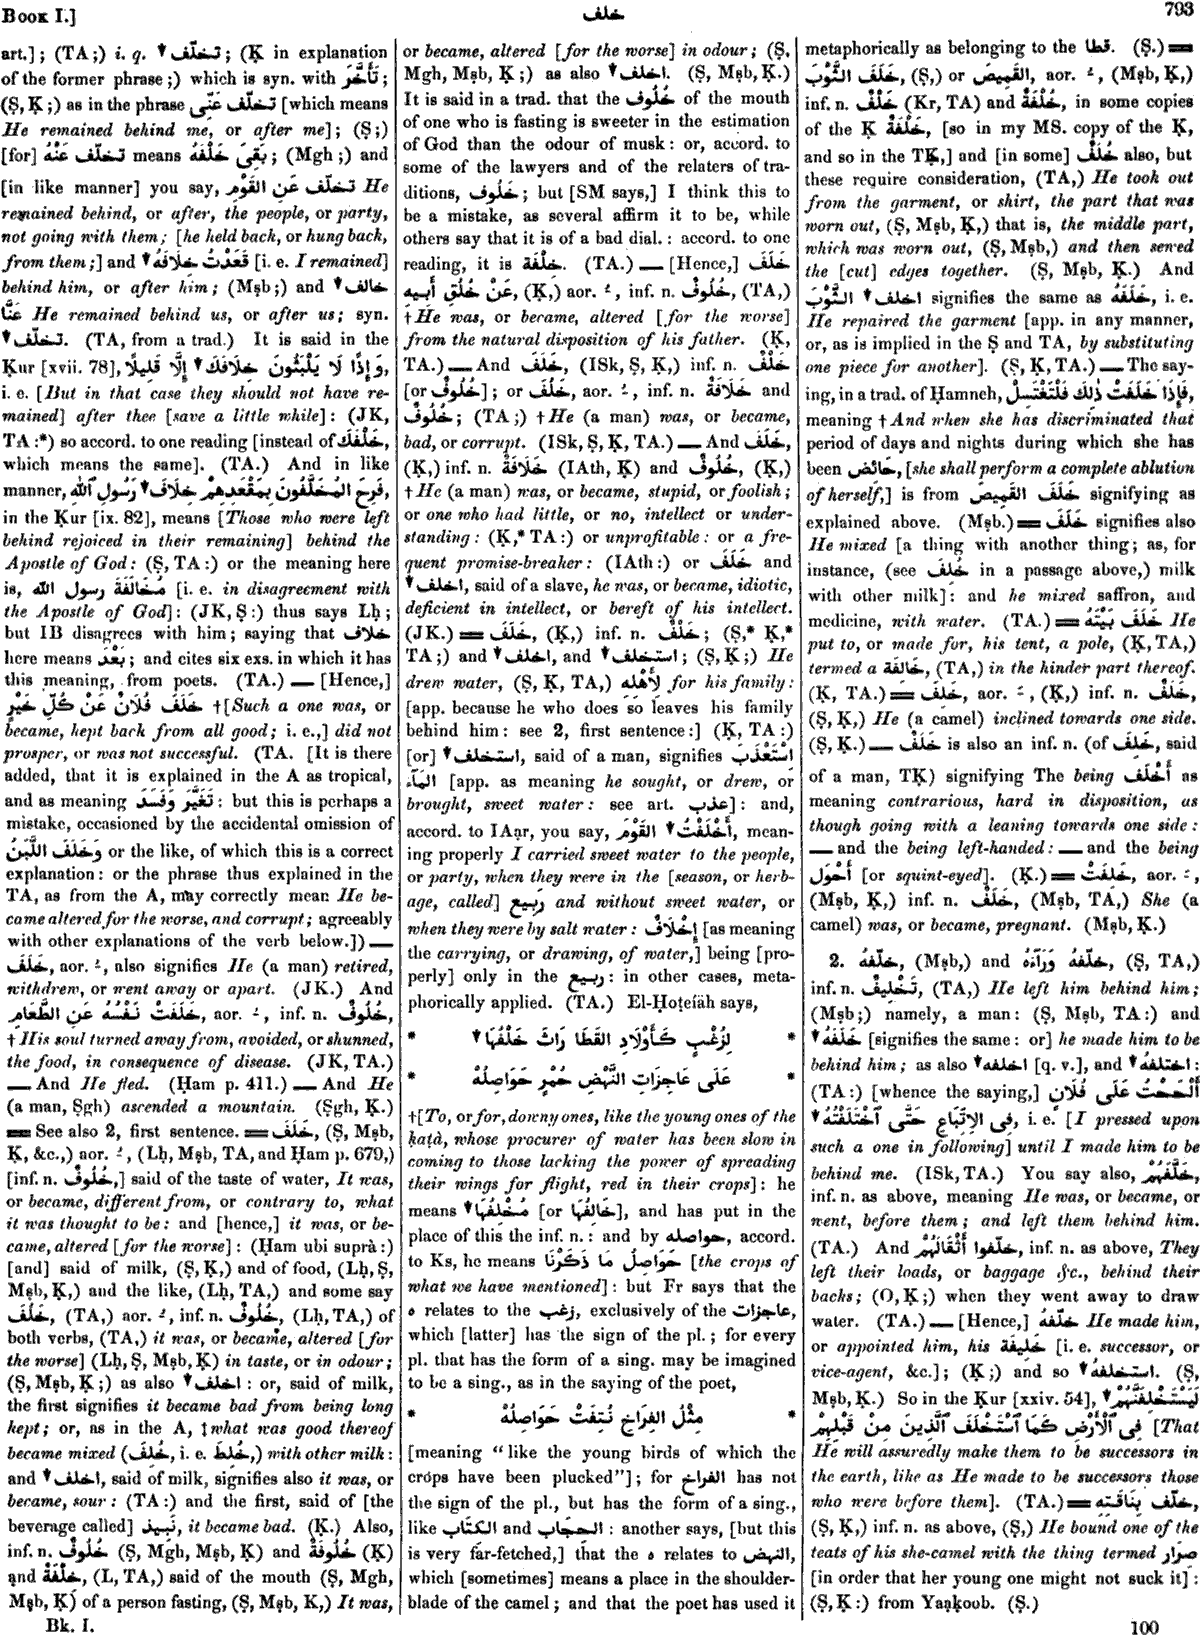 Book I.]
خلف
793
art.]; (TA;) i. q. تخلّف; (Ḳ in explanation
of the former phrase;) which is syn. with تَأَخَّرَ;
(Ṣ, Ḳ;) as in the phrase تخلّف عَنِّى [which means
He remained behind me, or after me]; (Ṣ;)
[for] تخلّف عَنْهُ means بَقِىَ خَلْفَهُ; (Mgh;) and
[in like manner] you say, تخلّف عَنِ القَوْمِ He
remained behind, or after, the people, or party,
not going with them; [he held back, or hung back,
from them;] and قَعَدْتُ خِلَافَهُ [i. e. I remained]
behind him, or after him; (Mṣb;) and خالف
عَنَّا He remained behind us, or after us; syn.
تخلّف. (TA, from a trad.) It is said in the
Ḳur [xvii. 78], وَإِذًا لَا يَلْبَثُونَ خِلَافَكَ إِلَّا قَلِيلًا,
i. e. [But in that case they should not have re-
mained] after thee [save a little while]: (JK,
TA:*) so accord. to one reading [instead of خَلْفَكَ
which means the same]. (TA.) And in like
manner, فَرِحَ المُخَلَّفُونَ بِمَقْعَدِهِمْ خِلَافَ رَسُولِ ٱللّٰهِ,
in the Ḳur [ix. 82], means [Those who were left
behind rejoiced in their remaining] behind the
Apostle of God: (Ṣ, TA:) or the meaning here
is, مُخَالَفَةَ رسول الله [i. e. in disagreement with
the Apostle of God]: (JK, Ṣ:) thus says Lḥ;
but IB disagrees with him; saying that خلاف
here means بَعْدَ; and cites six exs. in which it has
this meaning, from poets. (TA.) — [Hence,]
خَلَفَ فُلَانٌ عَنْ كُلِّ خَيْرٍ †[Such a one was, or
became, kept back from all good; i. e.,] did not
prosper, or was not successful. (TA. [It is there
added, that it is explained in the A as tropical,
and as meaning تَغَيَّرَ وَفَسَدَ: but this is perhaps a
mistake, occasioned by the accidental omission of
وَخَلَفَ اللَّبَنُ or the like, of which this is a correct
explanation: or the phrase thus explained in the
TA, as from the A, may correctly mean He be-
came altered for the worse, and corrupt; agreeably
with other explanations of the verb below.]) —
خَلَفَ, aor. ـُ, also signifies He (a man) retired,
withdrew, or went away or apart. (JK.) And
خَلَفَتْ نَفْسُهُ عَنِ الطَّعَامِ, aor. ـُ, inf. n. خُلُوفٌ,
† His soul turned away from, avoided, or shunned,
the food, in consequence of disease. (JK, TA.)
— And He fled. (Ḥam p. 411.) — And He
(a man, Ṣgh) ascended a mountain. (Ṣgh, Ḳ.)
═ See also 2, first sentence. ═ خَلَفَ, (Ṣ, Mṣb,
Ḳ, &c.,) aor. ـُ, (Lḥ, Mṣb, TA, and Ḥam p. 679,)
[inf. n. خُلُوفٌ,] said of the taste of water, It was,
or became, different from, or contrary to, what
it was thought to be: and [hence,] it was, or be-
came, altered [for the worse]: (Ḥam ubi suprà:)
[and] said of milk, (Ṣ, Ḳ,) and of food, (Lḥ, Ṣ,
Mṣb, Ḳ,) and the like, (Lḥ, TA,) and some say
خَلُفَ, (TA,) aor. ـُ, inf. n. خُلُوفٌ, (Lḥ, TA,) of
both verbs, (TA,) it was, or became, altered [for
the worse] (Lḥ, Ṣ, Mṣb, Ḳ) in taste, or in odour;
(Ṣ, Mṣb, Ḳ;) as also اخلف: or, said of milk,
the first signifies it became bad from being long
kept; or, as in the A, ‡what was good thereof
became mixed (خُلِفَ, i. e. خُلِطَ,) with other milk:
and اخلف, said of milk, signifies also it was, or
became, sour: (TA:) and the first, said of [the
beverage called] نَبِيذ, it became bad. (Ḳ.) Also,
inf. n. خُلُوفٌ (Ṣ, Mgh, Mṣb, Ḳ) and خُلُوفَةٌ (Ḳ)
and خِلْفَةٌ, (L, TA,) said of the mouth (Ṣ, Mgh,
Mṣb, Ḳ) of a person fasting, (Ṣ, Mṣb, Ḳ,) It was,
Bk. I.
or became, altered [for the worse] in odour; (Ṣ,
Mgh, Mṣb, Ḳ;) as also اخلف. (Ṣ, Mṣb, Ḳ.)
It is said in a trad. that the خُلُوف of the mouth
of one who is fasting is sweeter in the estimation
of God than the odour of musk: or, accord. to
some of the lawyers and of the relaters of tra-
ditions, خَلُوف; but [SM says,] I think this to
be a mistake, as several affirm it to be, while
others say that it is of a bad dial.: accord. to one
reading, it is خِلْفَة. (TA.) — [Hence,] خَلَفَ
عَنْ خُلُقِ أَبِيهِ, (Ḳ,) aor. ـُ, inf. n. خُلُوفٌ, (TA,)
†He was, or became, altered [for the worse]
from the natural disposition of his father. (Ḳ,
TA.) — And خَلَفَ, (ISk, Ṣ, Ḳ,) inf. n. خَلْفٌ
[or خُلُوفٌ]; or خَلُفَ, aor. ـُ, inf. n. خَلَافَةٌ and
خُلُوفٌ; (TA;) †He (a man) was, or became,
bad, or corrupt. (ISk, Ṣ, Ḳ, TA.) — And خَلَفَ,
(Ḳ,) inf. n. خَلَافَةٌ (IAth, Ḳ) and خُلُوفٌ, (Ḳ,)
†He (a man) was, or became, stupid, or foolish;
or one who had little, or no, intellect or under-
standing: (Ḳ,* TA:) or unprofitable: or a fre-
quent promise-breaker: (IAth:) or خَلَفَ and
اخلف, said of a slave, he was, or became, idiotic,
deficient in intellect, or bereft of his intellect.
(JK.) ═ خَلَفَ, (Ḳ,) inf. n. خَلْفٌ; (Ṣ,* Ḳ,*
TA;) and اخلف, and استخلف; (Ṣ, Ḳ;) He
drew water, (Ṣ, Ḳ, TA,) لِأَهْلِهِ for his family:
[app. because he who does so leaves his family
behind him: see 2, first sentence:] (Ḳ, TA:)
[or] استخلف, said of a man, signifies اسْتَعْذَبَ
المَآءَ [app. as meaning he sought, or drew, or
brought, sweet water: see art. عذب]: and,
accord. to IAạr, you say, أَخْلَفْتُ القَوْمَ, mean-
ing properly I carried sweet water to the people,
or party, when they were in the [season, or herb-
age, called] رَبِيع and without sweet water, or
when they were by salt water: إِخْلَافٌ [as meaning
the carrying, or drawing, of water,] being [pro-
perly] only in the ربيع: in other cases, meta-
phorically applied. (TA.) El-Ḥoṭeíäh says,
* لِزُغْبٍ كَأَوْلَادِ القَطَا رَاثَ خَلْفُهَا *
* عَلَى عَاجِزَاتِ النَّهْضِ حُمْرٍ حَوَاصِلُهْ *
†[To, or for, downy ones, like the young ones of the
ḳaṭà, whose procurer of water has been slow in
coming to those lacking the power of spreading
their wings for flight, red in their crops]: he
means مُخْلِفُهَا [or خَالِفُهَا], and has put in the
place of this the inf. n.: and by حواصله, accord.
to Ks, he means حَوَاصِلُ مَا ذَكَرْنَا [the crops of
what we have mentioned]: but Fr says that the
ه relates to the زغب, exclusively of the عاجزات,
which [latter] has the sign of the pl.; for every
pl. that has the form of a sing. may be imagined
to be a sing., as in the saying of the poet,
* مِثْلُ الفِرَاخِ نُتِفَتْ حَوَاصِلُهْ *
[meaning "like the young birds of which the
crops have been plucked"]; for الفراخ has not
the sign of the pl., but has the form of a sing.,
like الكتاب and الحجاب: another says, [but this
is very far-fetched,] that the ه relates to النهض,
which [sometimes] means a place in the shoulder-
blade of the camel; and that the poet has used it
metaphorically as belonging to the قطا. (Ṣ.) ═
خَلَفَ الثَّوْبَ, (Ṣ,) or القَمِيصَ, aor. ـُ, (Mṣb, Ḳ,)
inf. n. خَلْفٌ (Kr, TA) and خُلْفَةٌ, in some copies
of the Ḳ خَلْفَةٌ, [so in my MS. copy of the Ḳ,
and so in the TḲ,] and [in some] خُلْفٌ also, but
these require consideration, (TA,) He took out
from the garment, or shirt, the part that was
worn out, (Ṣ, Mṣb, Ḳ,) that is, the middle part,
which was worn out, (Ṣ, Mṣb,) and then sewed
the [cut] edges together. (Ṣ, Mṣb, Ḳ.) And
اخلف الثَّوْبَ signifies the same as خَلَفَهُ, i. e.
He repaired the garment [app. in any manner,
or, as is implied in the Ṣ and TA, by substituting
one piece for another]. (Ṣ, Ḳ, TA.) — The say-
ing, in a trad. of Ḥamneh, فَإِذَا خَلَفَتْ ذٰلِكَ فَلْتَغْتَسِلْ,
meaning †And when she has discriminated that
period of days and nights during which she has
been حَائِض, [she shall perform a complete ablution
of herself,] is from خَلَفَ القَمِيصَ signifying as
explained above. (Mṣb.) ═ خَلَفَ signifies also
He mixed [a thing with another thing; as, for
instance, (see خلف in a passage above,) milk
with other milk]: and he mixed saffron, and
medicine, with water. (TA.) ═ خَلَفَ بَيْتَهُ He
put to, or made for, his tent, a pole, (Ḳ, TA,)
termed a خَالِفَة, (TA,) in the hinder part thereof.
(Ḳ, TA.) ═ خَلِفَ, aor. ـَ, (Ḳ,) inf. n. خَلَفٌ,
(Ṣ, Ḳ,) He (a camel) inclined towards one side.
(Ṣ, Ḳ.) — خَلَفٌ is also an inf. n. (of خَلِفَ, said
of a man, TḲ) signifying The being أَخْلَف as
meaning contrarious, hard in disposition, as
though going with a leaning towards one side:
— and the being left-handed: — and the being
أَحْوَل [or squint-eyed]. (Ḳ.) ═ خَلِفَتْ, aor. ـَ,
(Mṣb, Ḳ,) inf. n. خَلَفٌ, (Mṣb, TA,) She (a
camel) was, or became, pregnant. (Mṣb, Ḳ.)
2. خلّفهُ, (Mṣb,) and خلّفهُ وَرَآءَهُ, (Ṣ, TA,)
inf. n. تَخْلِيفٌ, (TA,) He left him behind him;
(Mṣb;) namely, a man: (Ṣ, Mṣb, TA:) and
خَلَفَهُ [signifies the same: or] he made him to be
behind him; as also اخلفه [q. v.], and اختلفهُ:
(TA:) [whence the saying,] أَلْحَحْتُ عَلَى فُلَانٍ
فِى الاِتِّبَاعِ حَتَّى ٱخْتَلَفْتُهُ, i. e. [I pressed upon
such a one in following] until I made him to be
behind me. (ISk, TA.) You say also, خَلَّفَهُمْ,
inf. n. as above, meaning He was, or became, or
went, before them; and left them behind him.
(TA.) And خلّفوا أَثْقَالَهُمْ, inf. n. as above, They
left their loads, or baggage &c., behind their
backs; (O, Ḳ;) when they went away to draw
water. (TA.) — [Hence,] خلّفهُ He made him,
or appointed him, his خَلِيفَة [i. e. successor, or
vice-agent, &c.]; (Ḳ;) and so استخلفهُ. (Ṣ,
Mṣb, Ḳ.) So in the Ḳur [xxiv. 54], لَيَسْتَخْلِفَنَّهُمْ
فِى ٱلْأَرْضِ كَمَا ٱسْتَخْلَفَ ٱلَّذِينَ مِنْ قَبْلِهِمْ [That
He will assuredly make them to be successors in
the earth, like as He made to be successors those
who were before them]. (TA.) ═ خلّف بِنَاقَتِهِ,
(Ṣ, Ḳ,) inf. n. as above, (Ṣ,) He bound one of the
teats of his she-camel with the thing termed صِرَار
[in order that her young one might not suck it]:
(Ṣ, Ḳ:) from Yaạḳoob. (Ṣ.)
100